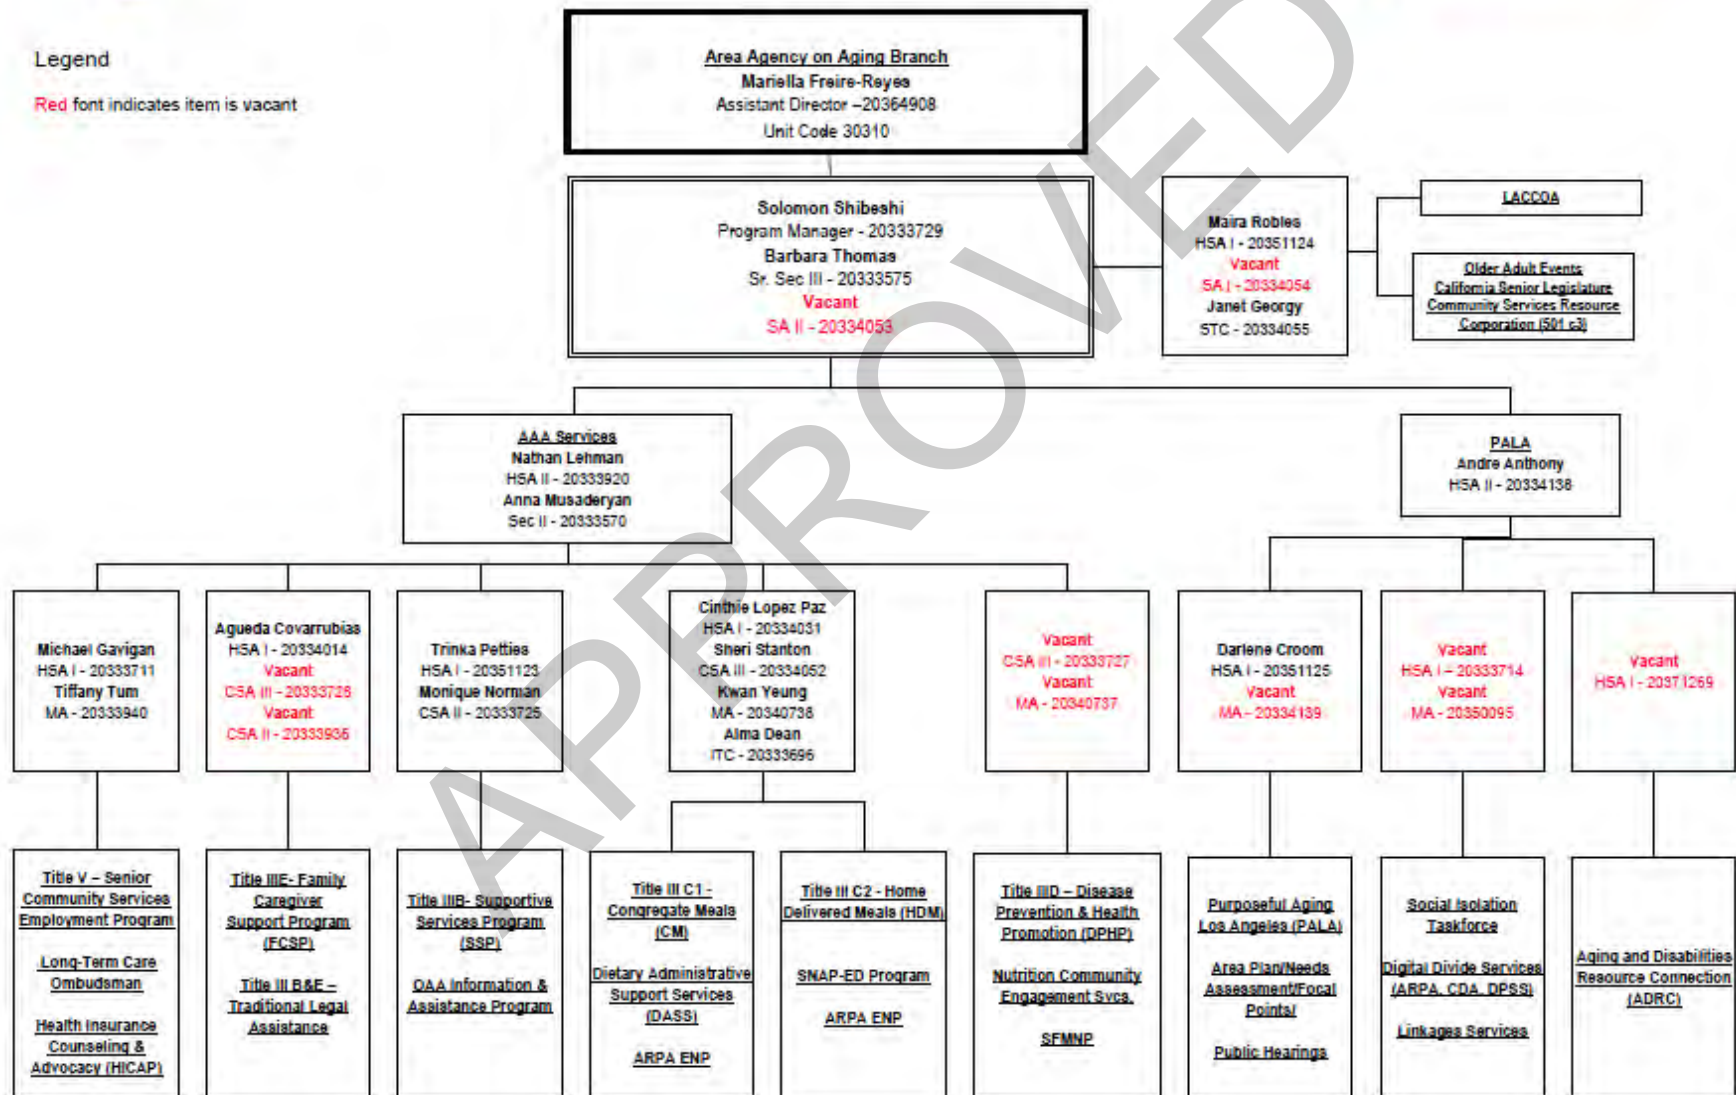 Legend
Red font indicates item is vacant
Area Agency on Aging Branch
Mariella Freire-Reyes
Assistant Director –20364908
Unit Code 30310
Solomon Shibeshi
Program Manager - 20333729
Barbara Thomas
Sr. Sec III - 20333575
Vacant
SA II - 20334053
Maira Robles
HSA I - 20351124
Vacant
SA I - 20334054
Janet Georgy
STC - 20334055
LACCOA
Older Adult Events
California Senior Legislature
Community Services Resource
Corporation (501 c3)
AAA Services
Nathan Lehman
HSA II - 20333920
Anna Musaderyan
Sec II - 20333570
PALA
Andre Anthony
HSA II - 20334138
Michael Gavigan
HSA I - 20333711
Tiffany Tum
MA - 20333940
Agueda Covarrubias
HSA I - 20334014
Vacant
CSA III - 20333728
Vacant
CSA II - 20333936
Trinka Petties
HSA I - 20351123
Monique Norman
CSA II - 20333725
Cinthie Lopez Paz
HSA I - 20334031
Sheri Stanton
CSA III - 20334052
Kwan Yeung
MA - 20340738
Alma Dean
ITC - 20333696
Vacant
CSA III - 20333727
Vacant
MA - 20340737
Darlene Croom
HSA I - 20351125
Vacant
MA - 20334139
Vacant
HSA I - 20333714
Vacant
MA - 20350095
Vacant
HSA I - 20371269
Title V – Senior
Community Services
Employment Program
Long-Term Care
Ombudsman
Health Insurance
Counseling &
Advocacy (HICAP)
Title IIIE- Family
Caregiver
Support Program
(FCSP)
Title III B&E –
Traditional Legal
Assistance
Title IIIB- Supportive
Services Program
(SSP)
OAA Information &
Assistance Program
Title III C1 -
Congregate Meals
(CM)
Dietary Administrative
Support Services
(DASS)
ARPA ENP
Title III C2 - Home
Delivered Meals (HDM)
SNAP-ED Program
ARPA ENP
Title IIID – Disease
Prevention & Health
Promotion (DPHP)
Nutrition Community
Engagement Svcs.
SFMNP
Purposeful Aging
Los Angeles (PALA)
Area Plan/Needs
Assessment/Focal
Points/
Public Hearings
Social Isolation
Taskforce
Digital Divide Services
(ARPA, CDA, DPSS)
Linkages Services
Aging and Disabilities
Resource Connection
(ADRC)
APPROVED